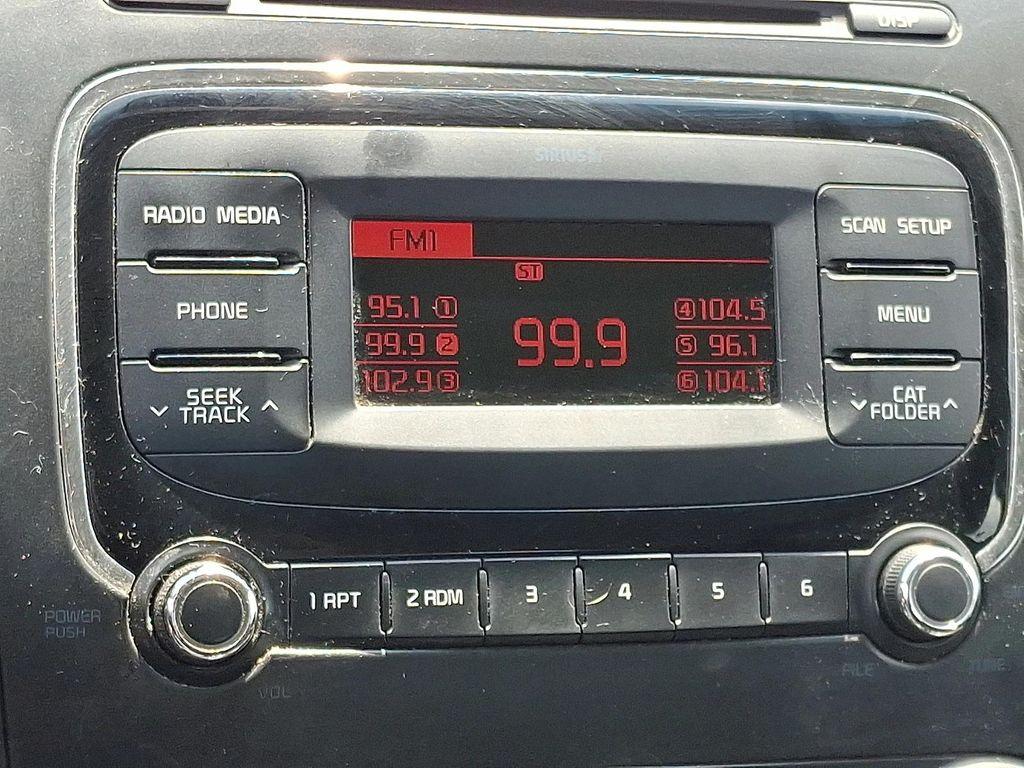 DISP
SIRIUS
RADIO MEDIA
SCAN SETUP
FM1
ST
PHONE
MENU
95.1 1
4 104.5
99.9 2
99.9
5 96.1
102.9 3
6 104.1
SEEK
TRACK
CAT
FOLDER
1 RPT
2 RDM
3
4
5
6
POWER
PUSH
VOL
FILE
TUNE